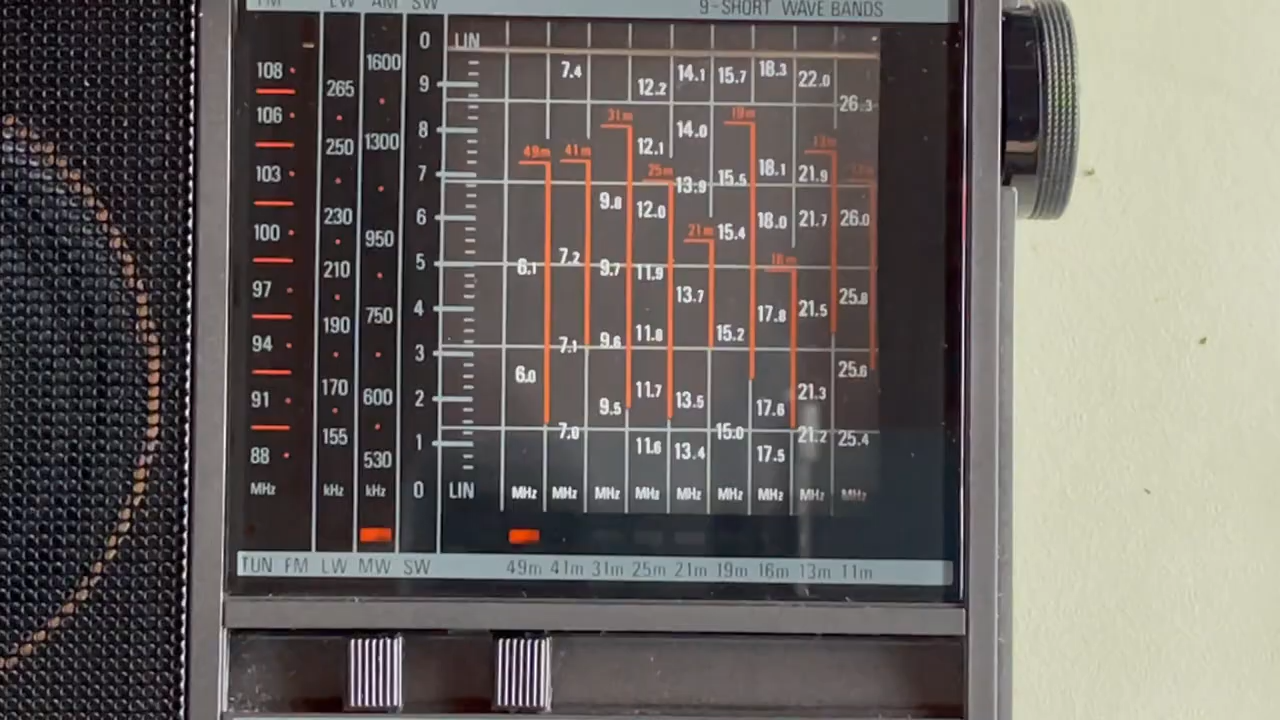 FM LW AM SW 9-SHORT WAVE BANDS
0 LIN
108 265 1600 9 7.4 12.2 14.1 15.7 18.3 22.0
106 26.3
250 1300 8 31m 12.1 14.0 19m 13m
103 7 49m 41m 25m 13.9 15.5 18.1 21.9
100 230 950 6 9.8 12.0 21m 15.4 18.0 21.7 26.0
97 210 5 6.1 7.2 9.7 11.9 16m
190 750 4 13.7 17.8 21.5 25.8
94 3 7.1 9.6 11.8 15.2 25.6
91 170 600 2 6.0 9.5 11.7 13.5 17.6 21.3
88 155 530 1 7.0 11.6 13.4 15.0 17.5 21.2 25.4
MHz kHz kHz 0 LIN MHz MHz MHz MHz MHz MHz MHz MHz MHz
TUN FM LW MW SW 49m 41m 31m 25m 21m 19m 16m 13m 11m